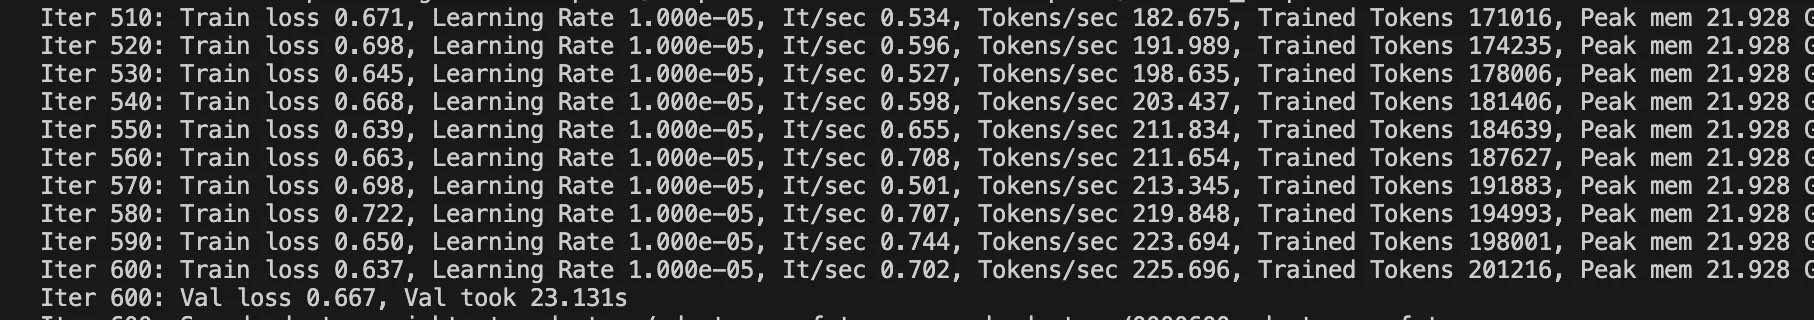 Iter 510: Train loss 0.671, Learning Rate 1.000e-05, It/sec 0.534, Tokens/sec 182.675, Trained Tokens 171016, Peak mem 21.928 G
Iter 520: Train loss 0.698, Learning Rate 1.000e-05, It/sec 0.596, Tokens/sec 191.989, Trained Tokens 174235, Peak mem 21.928 G
Iter 530: Train loss 0.645, Learning Rate 1.000e-05, It/sec 0.527, Tokens/sec 198.635, Trained Tokens 178006, Peak mem 21.928 G
Iter 540: Train loss 0.668, Learning Rate 1.000e-05, It/sec 0.598, Tokens/sec 203.437, Trained Tokens 181406, Peak mem 21.928 G
Iter 550: Train loss 0.639, Learning Rate 1.000e-05, It/sec 0.655, Tokens/sec 211.834, Trained Tokens 184639, Peak mem 21.928 G
Iter 560: Train loss 0.663, Learning Rate 1.000e-05, It/sec 0.708, Tokens/sec 211.654, Trained Tokens 187627, Peak mem 21.928 G
Iter 570: Train loss 0.698, Learning Rate 1.000e-05, It/sec 0.501, Tokens/sec 213.345, Trained Tokens 191883, Peak mem 21.928 G
Iter 580: Train loss 0.722, Learning Rate 1.000e-05, It/sec 0.707, Tokens/sec 219.848, Trained Tokens 194993, Peak mem 21.928 G
Iter 590: Train loss 0.650, Learning Rate 1.000e-05, It/sec 0.744, Tokens/sec 223.694, Trained Tokens 198001, Peak mem 21.928 G
Iter 600: Train loss 0.637, Learning Rate 1.000e-05, It/sec 0.702, Tokens/sec 225.696, Trained Tokens 201216, Peak mem 21.928 G
Iter 600: Val loss 0.667, Val took 23.131s